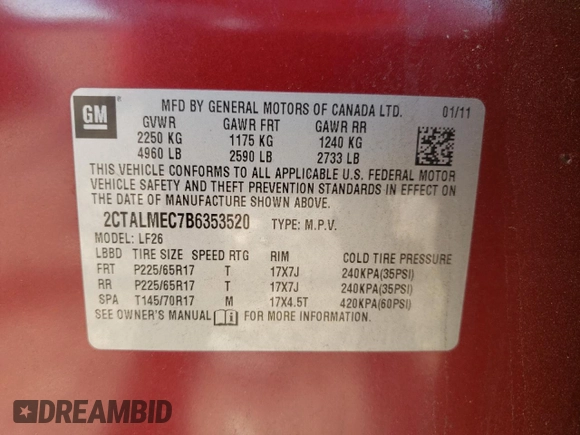 GM
MFD BY GENERAL MOTORS OF CANADA LTD. 01/11
GVWR GAWR FRT GAWR RR
2250 KG 1175 KG 1240 KG
4960 LB 2590 LB 2733 LB
THIS VEHICLE CONFORMS TO ALL APPLICABLE U.S. FEDERAL MOTOR
VEHICLE SAFETY AND THEFT PREVENTION STANDARDS IN EFFECT ON
THE DATE OF MANUFACTURE SHOWN ABOVE.
2CTALMEC7B6353520 TYPE: M.P.V.
MODEL: LF26
LBBD TIRE SIZE SPEED RTG RIM COLD TIRE PRESSURE
FRT P225/65R17 T 17X7J 240KPA(35PSI)
RR P225/65R17 T 17X7J 240KPA(35PSI)
SPA T145/70R17 M 17X4.5T 420KPA(60PSI)
SEE OWNER'S MANUAL FOR MORE INFORMATION.
DREAMBID